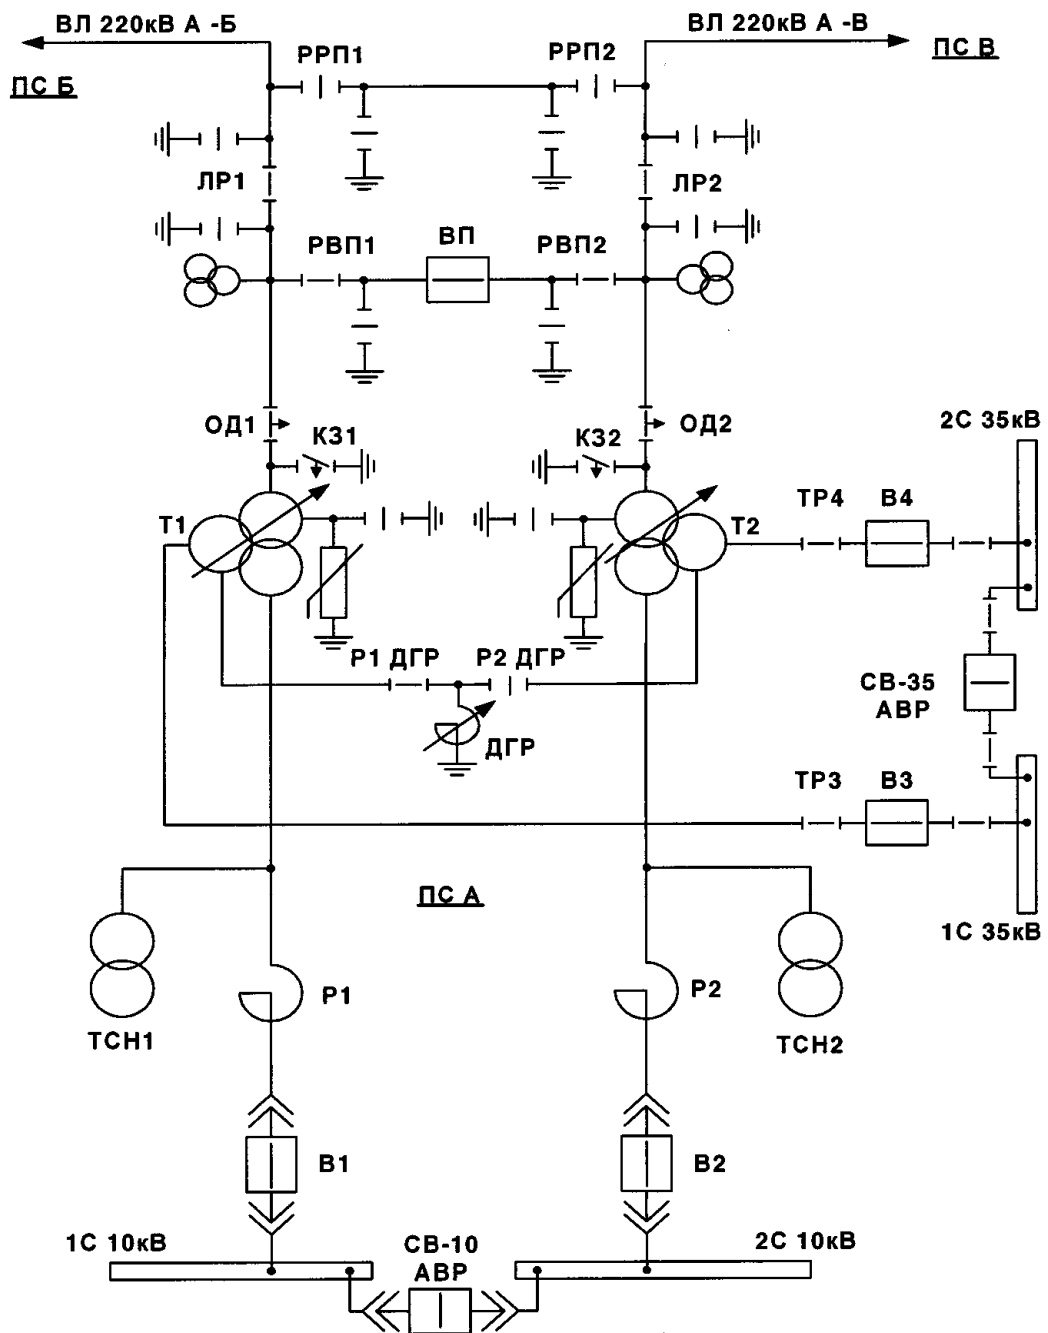 ВЛ 220кВ А -Б
ВЛ 220кВ А -В
ПС Б
РРП1
РРП2
ПС В
ЛР1
ЛР2
РВП1
ВП
РВП2
ОД1
ОД2
КЗ1
КЗ2
2С 35кВ
Т1
Т2
ТР4
В4
Р1 ДГР
Р2 ДГР
СВ-35
АВР
ДГР
ТР3
В3
ПС А
1С 35кВ
Р1
Р2
ТСН1
ТСН2
В1
В2
1С 10кВ
СВ-10
АВР
2С 10кВ